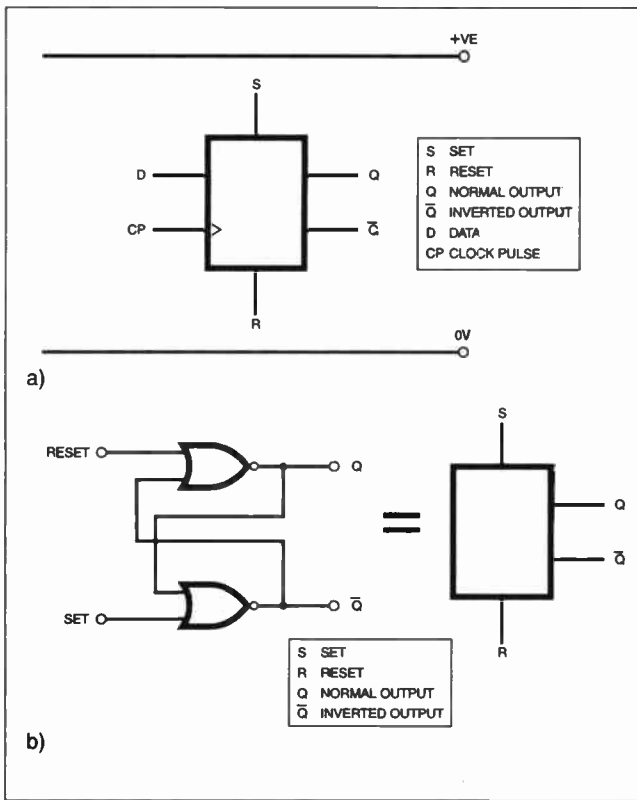 +VE
S
D
Q
CP
Q̅
R
S SET
R RESET
Q NORMAL OUTPUT
Q̅ INVERTED OUTPUT
D DATA
CP CLOCK PULSE
0V
a)
RESET
Q
SET
Q̅
=
S
Q
Q̅
R
S SET
R RESET
Q NORMAL OUTPUT
Q̅ INVERTED OUTPUT
b)